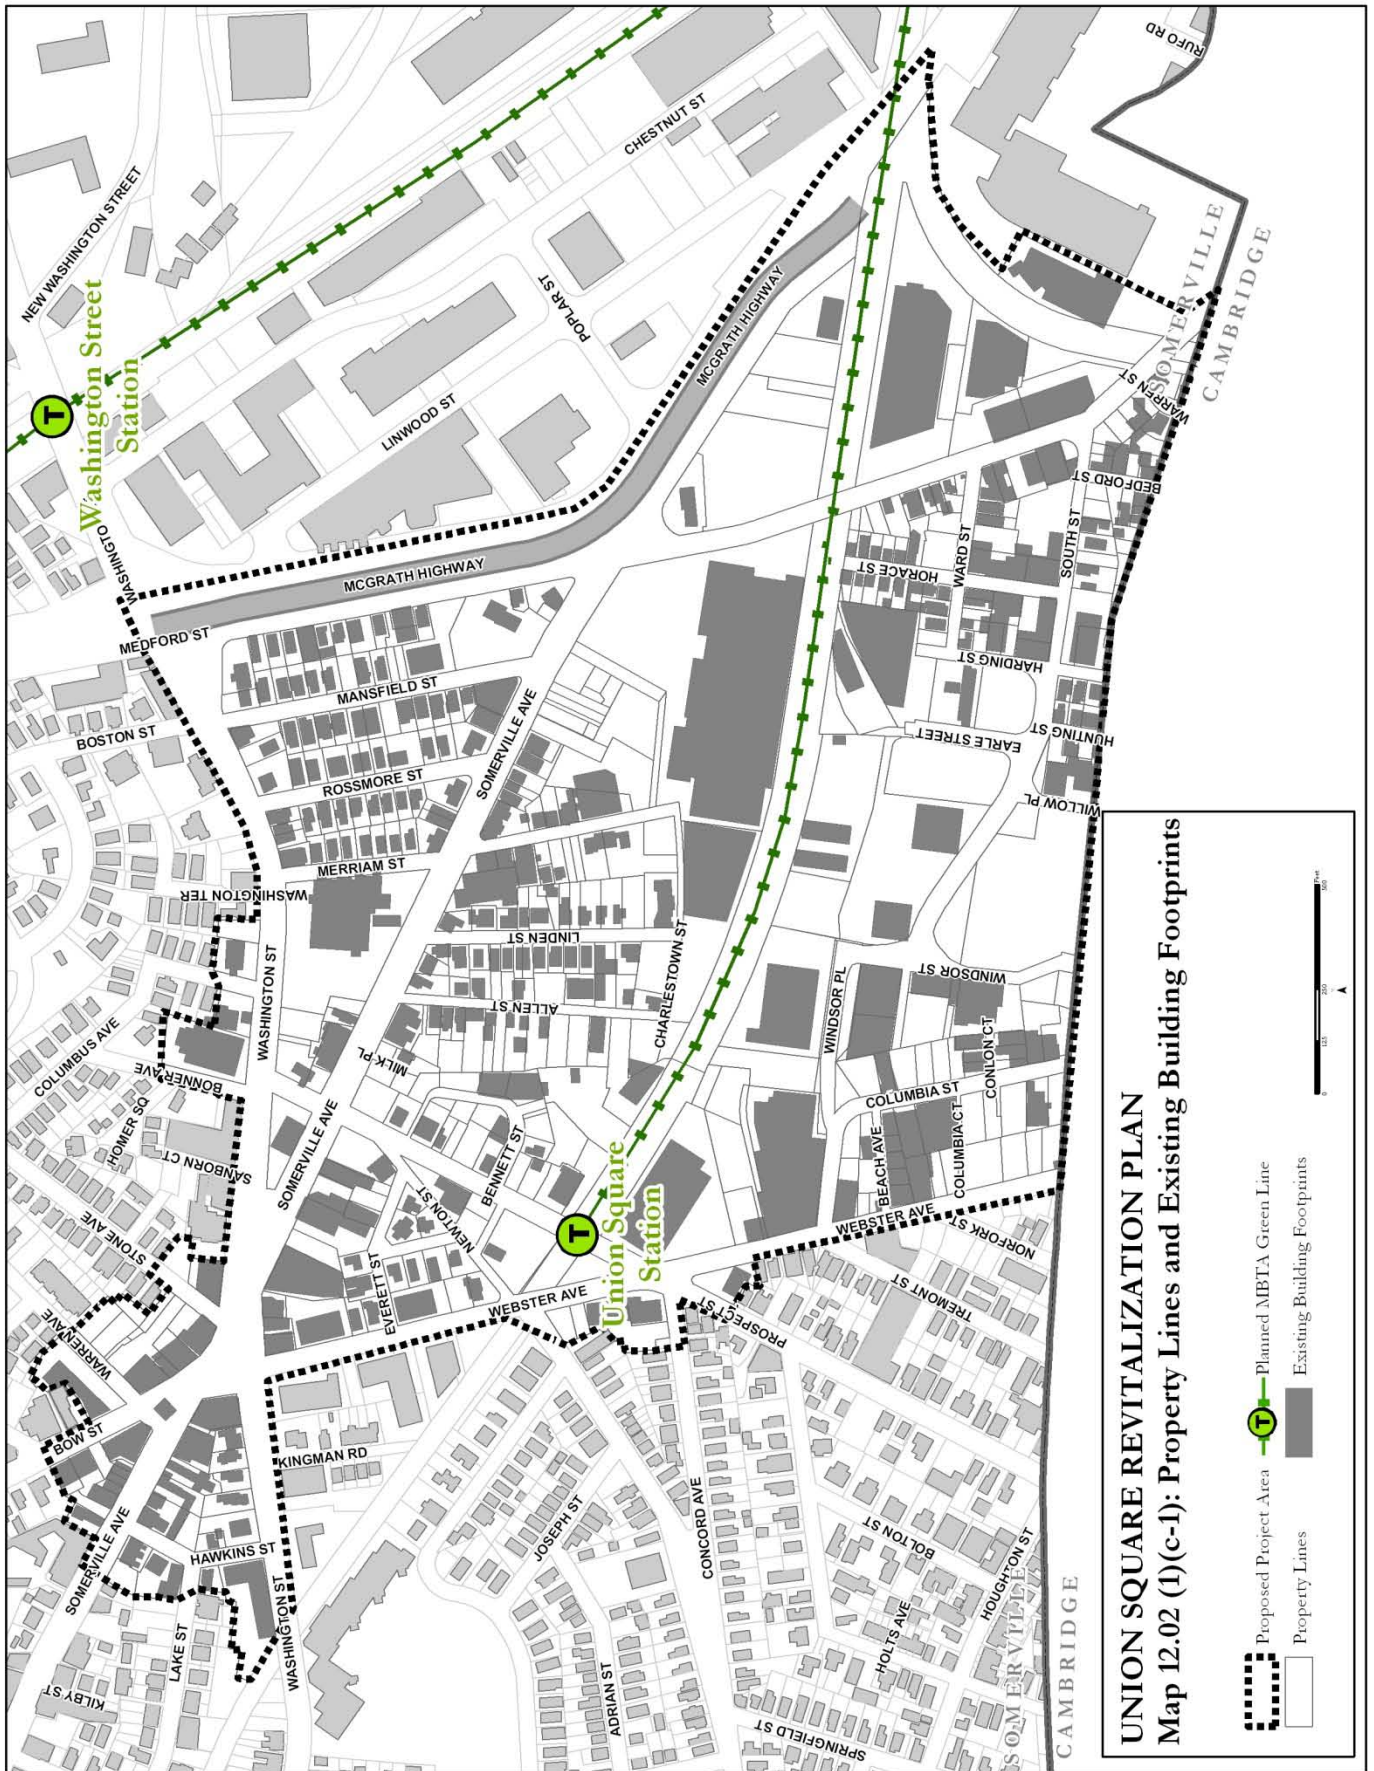 NEW WASHINGTON STREET
Washington Street
Station
WASHINGTO
CHESTNUT ST
POPLAR ST
LINWOOD ST
MCGRATH HIGHWAY
MCGRATH HIGHWAY
RUFO RD
MEDFORD ST
BOSTON ST
MANSFIELD ST
ROSSMORE ST
MERRIAM ST
WASHINGTON TER
SOMERVILLE AVE
WASHINGTON ST
COLUMBUS AVE
BONNER AVE
HOMER SQ
SANBORN CT
STONE AVE
WARREN AVE
BOW ST
SOMERVILLE AVE
SOMERVILLE AVE
HAWKINS ST
LAKE ST
KILBY ST
WASHINGTON ST
KINGMAN RD
MILK PL
LINDEN ST
ALLEN ST
CHARLESTOWN ST
BENNETT ST
NEWTON ST
EVERETT ST
WEBSTER AVE
Union Square
Station
PROSPECT ST
WEBSTER AVE
JOSEPH ST
ADRIAN ST
CONCORD AVE
SPRINGFIELD ST
HOLTS AVE
BOLTON ST
HOUGHTON ST
TREMONT ST
NORFORK ST
BEACH AVE
COLUMBIA CT
COLUMBIA ST
CONLON CT
WINDSOR PL
WINDSOR ST
EARLE STREET
WILLOW PL
HUNTING ST
HARDING ST
HORACE ST
WARD ST
SOUTH ST
BEDFORD ST
WARREN ST
SOMERVILLE
CAMBRIDGE
SOMERVILLE
CAMBRIDGE
UNION SQUARE REVITALIZATION PLAN
Map 12.02 (1)(c-1): Property Lines and Existing Building Footprints
Proposed Project Area
T
Planned MBTA Green Line
Property Lines
Existing Building Footprints
0 125 250 500
Feet
T
T